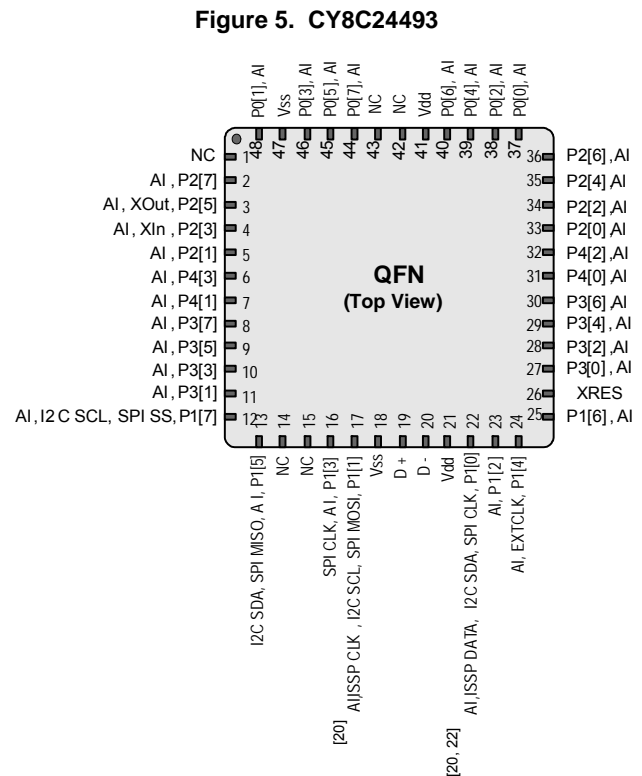 Figure 5. CY8C24493
P0[1], AI
Vss
P0[3], AI
P0[5], AI
P0[7], AI
NC
NC
Vdd
P0[6], AI
P0[4], AI
P0[2], AI
P0[0], AI
48
47
46
45
44
43
42
41
40
39
38
37
NC 1
AI , P2[7] 2
AI , XOut, P2[5] 3
AI , XIn , P2[3] 4
AI , P2[1] 5
AI , P4[3] 6
AI , P4[1] 7
AI , P3[7] 8
AI , P3[5] 9
AI , P3[3] 10
AI , P3[1] 11
AI , I2 C SCL, SPI SS, P1[7] 12
QFN
(Top View)
36 P2[6] , AI
35 P2[4] , AI
34 P2[2] , AI
33 P2[0] , AI
32 P4[2] , AI
31 P4[0] , AI
30 P3[6] , AI
29 P3[4] , AI
28 P3[2] , AI
27 P3[0] , AI
26 XRES
25 P1[6] , AI
13
14
15
16
17
18
19
20
21
22
23
24
I2C SDA, SPI MISO, A I, P1[5]
NC
NC
SPI CLK, A I, P1[3]
[20] AI,ISSP CLK , I2C SCL, SPI MOSI, P1[1]
Vss
D +
D -
Vdd
[20, 22] AI,ISSP DATA, I2C SDA, SPI CLK, P1[0]
AI, P1[2]
AI, EXTCLK, P1[4]